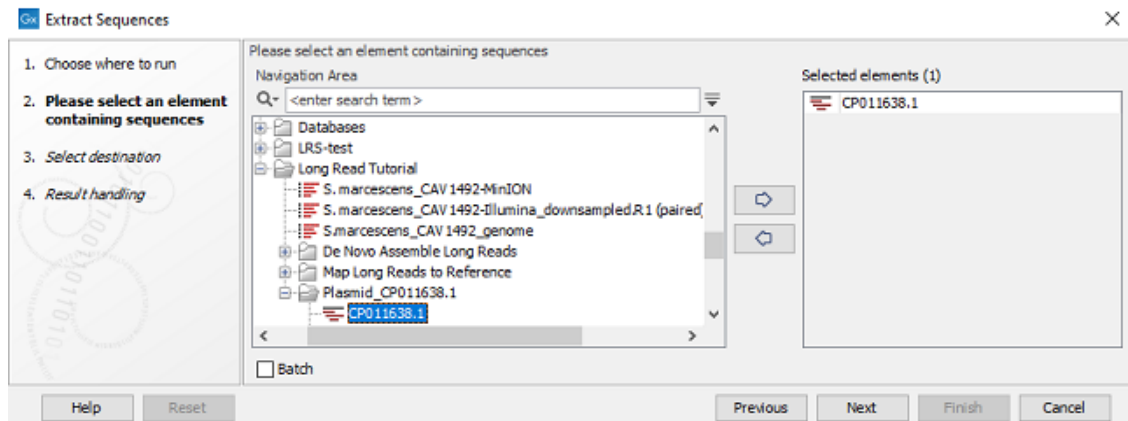 Gx Extract Sequences
1. Choose where to run
2. Please select an element
containing sequences
3. Select destination
4. Result handling
Please select an element containing sequences
Navigation Area
<enter search term>
Databases
LRS-test
Long Read Tutorial
S. marcescens_CAV1492-MinION
S. marcescens_CAV1492-Illumina_downsampled.R1 (paired)
S.marcescens_CAV1492_genome
De Novo Assemble Long Reads
Map Long Reads to Reference
Plasmid_CP011638.1
CP011638.1
Batch
Selected elements (1)
CP011638.1
Help Reset Previous Next Finish Cancel